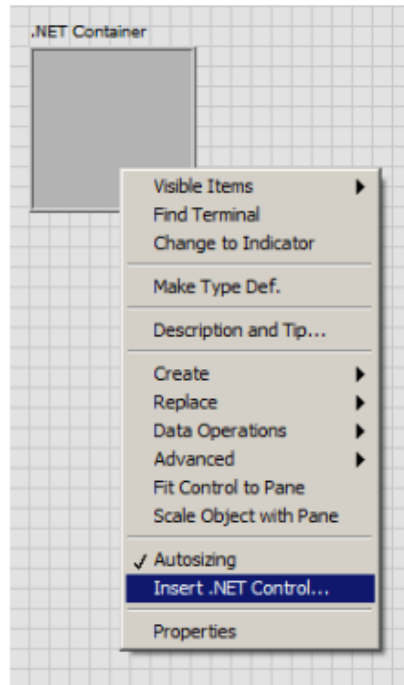 .NET Container
Visible Items
Find Terminal
Change to Indicator
Make Type Def.
Description and Tip...
Create
Replace
Data Operations
Advanced
Fit Control to Pane
Scale Object with Pane
Autosizing
Insert .NET Control...
Properties